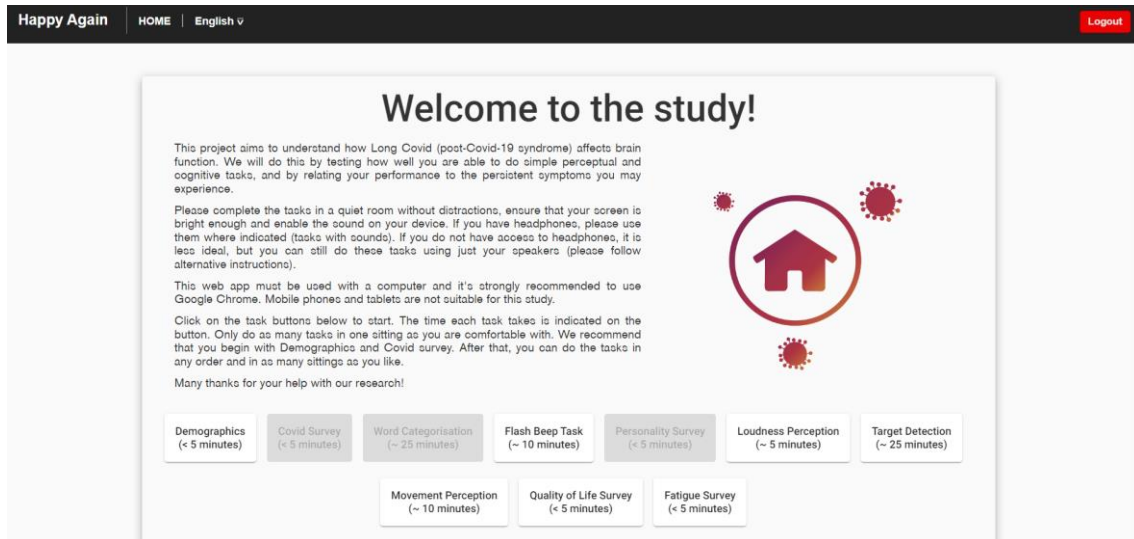 Happy Again HOME English
Logout
Welcome to the study!
This project aims to understand how Long Covid (post-Covid-19 syndrome) affects brain
function. We will do this by testing how well you are able to do simple perceptual and
cognitive tasks, and by relating your performance to the persistent symptoms you may
experience.
Please complete the tasks in a quiet room without distractions, ensure that your screen is
bright enough and enable the sound on your device. If you have headphones, please use
them where indicated (tasks with sounds). If you do not have access to headphones, it is
less ideal, but you can still do these tasks using just your speakers (please follow
alternative instructions).
This web app must be used with a computer and it's strongly recommended to use
Google Chrome. Mobile phones and tablets are not suitable for this study.
Click on the task buttons below to start. The time each task takes is indicated on the
button. Only do as many tasks in one sitting as you are comfortable with. We recommend
that you begin with Demographics and Covid survey. After that, you can do the tasks in
any order and in as many sittings as you like.
Many thanks for your help with our research!
Demographics
(< 5 minutes)
Covid Survey
(< 5 minutes)
Word Categorisation
(~ 25 minutes)
Flash Beep Task
(~ 10 minutes)
Personality Survey
(< 5 minutes)
Loudness Perception
(~ 5 minutes)
Target Detection
(~ 25 minutes)
Movement Perception
(~ 10 minutes)
Quality of Life Survey
(< 5 minutes)
Fatigue Survey
(< 5 minutes)